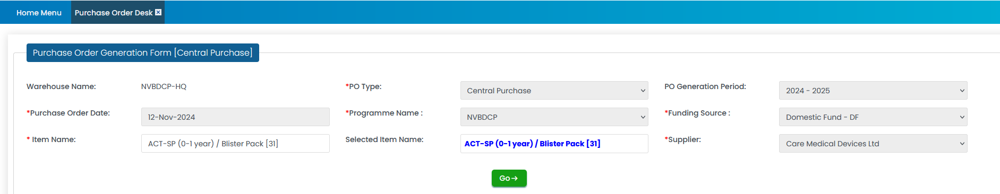 Home Menu Purchase Order Desk
Purchase Order Generation Form [Central Purchase]
Warehouse Name: NVBDCP-HQ *PO Type: Central Purchase PO Generation Period: 2024 - 2025
*Purchase Order Date: 12-Nov-2024 *Programme Name : NVBDCP *Funding Source : Domestic Fund - DF
* Item Name: ACT-SP (0-1 year) / Blister Pack [31] Selected Item Name: ACT-SP (0-1 year) / Blister Pack [31] *Supplier: Care Medical Devices Ltd
Go→